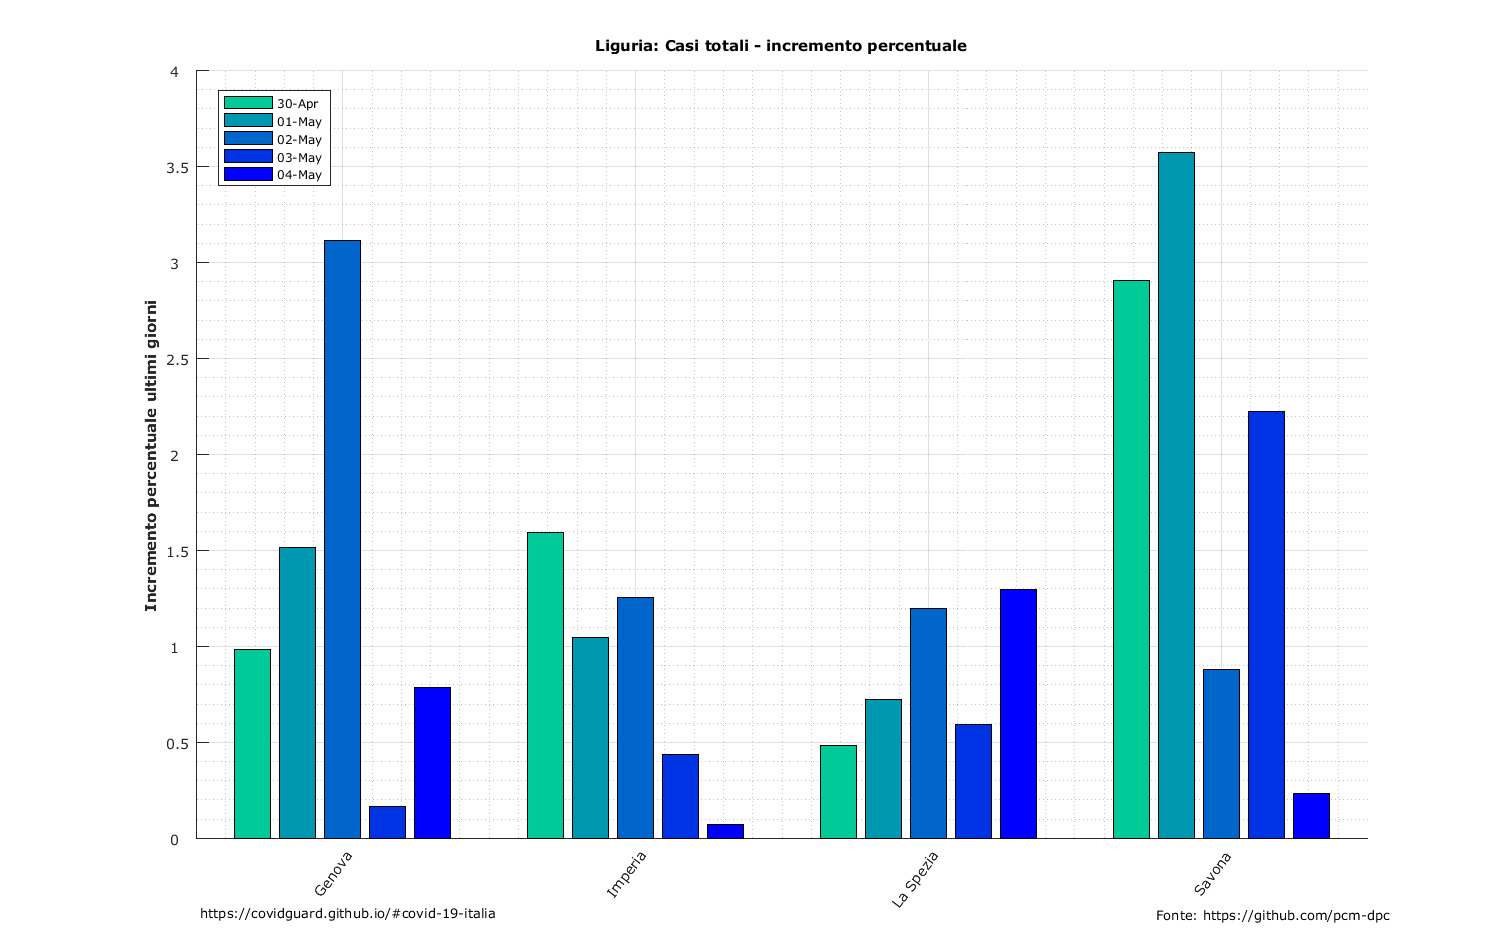 Liguria: Casi totali - incremento percentuale
4
3.5
3
2.5
2
1.5
1
0.5
0
Incremento percentuale ultimi giorni
30-Apr
01-May
02-May
03-May
04-May
Genova
Imperia
La Spezia
Savona
https://covidguard.github.io/#covid-19-italia
Fonte: https://github.com/pcm-dpc